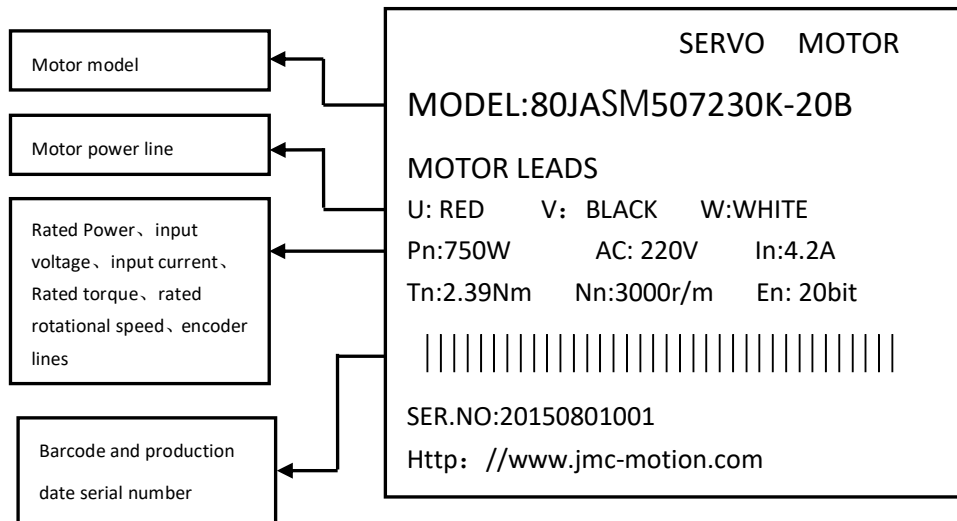 Motor model
Motor power line
Rated Power、input
voltage、input current、
Rated torque、rated
rotational speed、encoder
lines
Barcode and production
date serial number
SERVO MOTOR
MODEL:80JASM507230K-20B
MOTOR LEADS
U: RED V：BLACK W:WHITE
Pn:750W AC: 220V In:4.2A
Tn:2.39Nm Nn:3000r/m En: 20bit
SER.NO:20150801001
Http：//www.jmc-motion.com